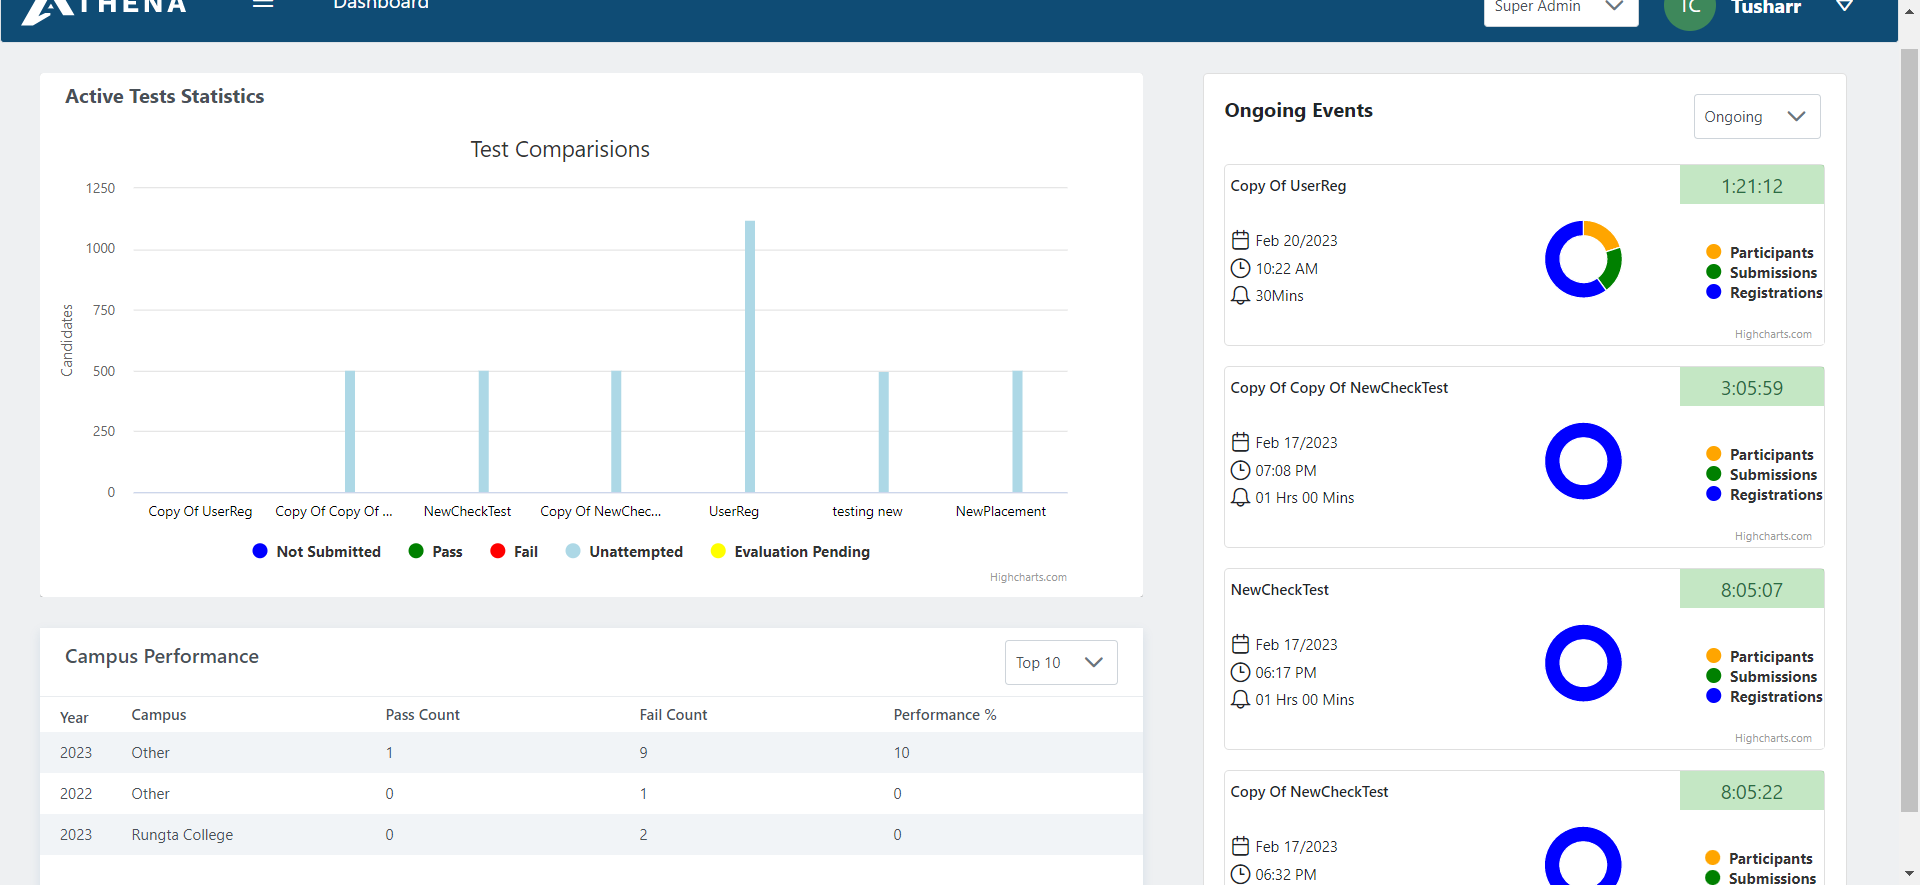 ATHENA
Dashboard
Super Admin
TC
Tusharr
Active Tests Statistics
Test Comparisions
Candidates
1250
1000
750
500
250
0
Copy Of UserReg
Copy Of Copy Of ...
NewCheckTest
Copy Of NewChec...
UserReg
testing new
NewPlacement
Not Submitted
Pass
Fail
Unattempted
Evaluation Pending
Highcharts.com
Campus Performance
Top 10
Year Campus Pass Count Fail Count Performance %
2023 Other 1 9 10
2022 Other 0 1 0
2023 Rungta College 0 2 0
Ongoing Events
Ongoing
Copy Of UserReg
1:21:12
Feb 20/2023
10:22 AM
30Mins
Participants
Submissions
Registrations
Highcharts.com
Copy Of Copy Of NewCheckTest
3:05:59
Feb 17/2023
07:08 PM
01 Hrs 00 Mins
Participants
Submissions
Registrations
Highcharts.com
NewCheckTest
8:05:07
Feb 17/2023
06:17 PM
01 Hrs 00 Mins
Participants
Submissions
Registrations
Highcharts.com
Copy Of NewCheckTest
8:05:22
Feb 17/2023
06:32 PM
Participants
Submissions